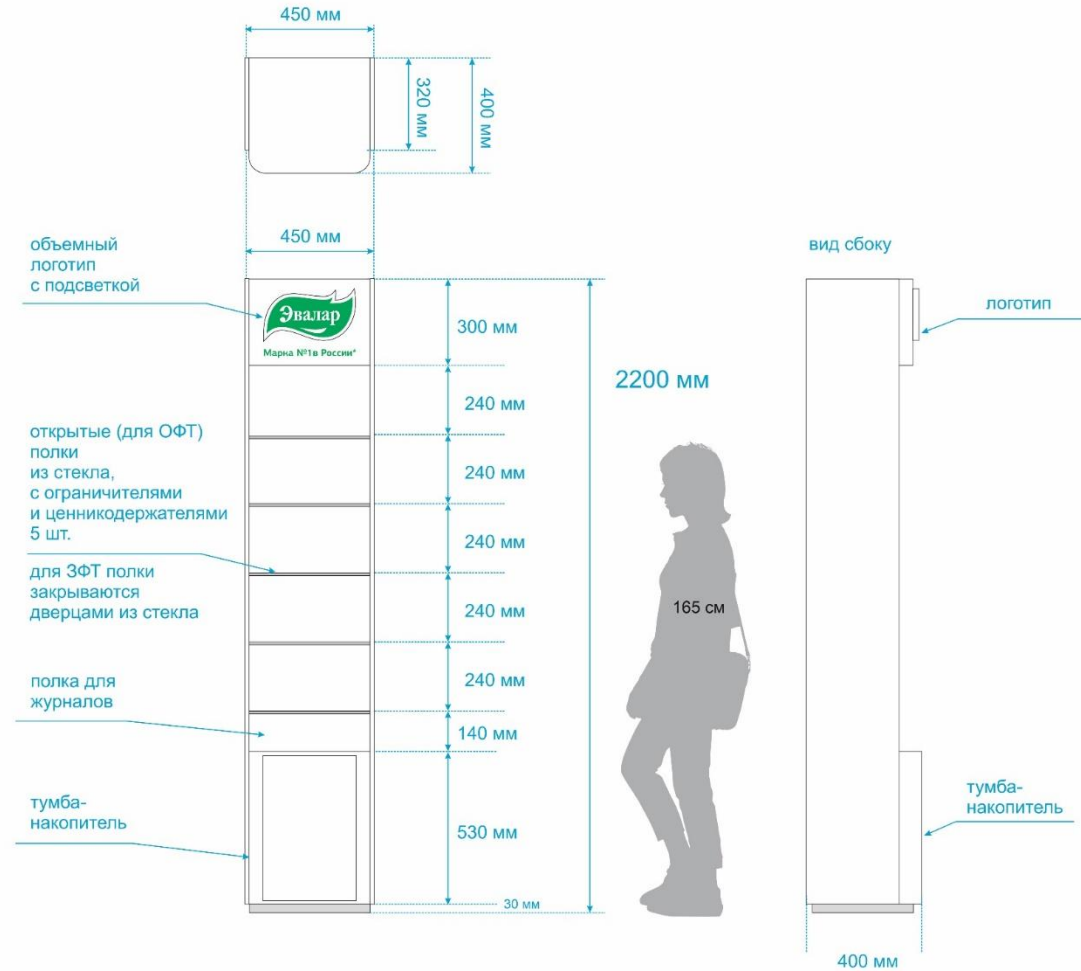 450 мм
320 мм
400 мм
450 мм
объемный
логотип
с подсветкой
вид сбоку
Эвалар
Марка №1в России*
логотип
300 мм
2200 мм
240 мм
открытые (для ОФТ)
полки
из стекла,
с ограничителями
и ценникодержателями
5 шт.
240 мм
240 мм
для ЗФТ полки
закрываются
дверцами из стекла
240 мм
165 см
240 мм
полка для
журналов
140 мм
тумба-
накопитель
530 мм
тумба-
накопитель
30 мм
400 мм